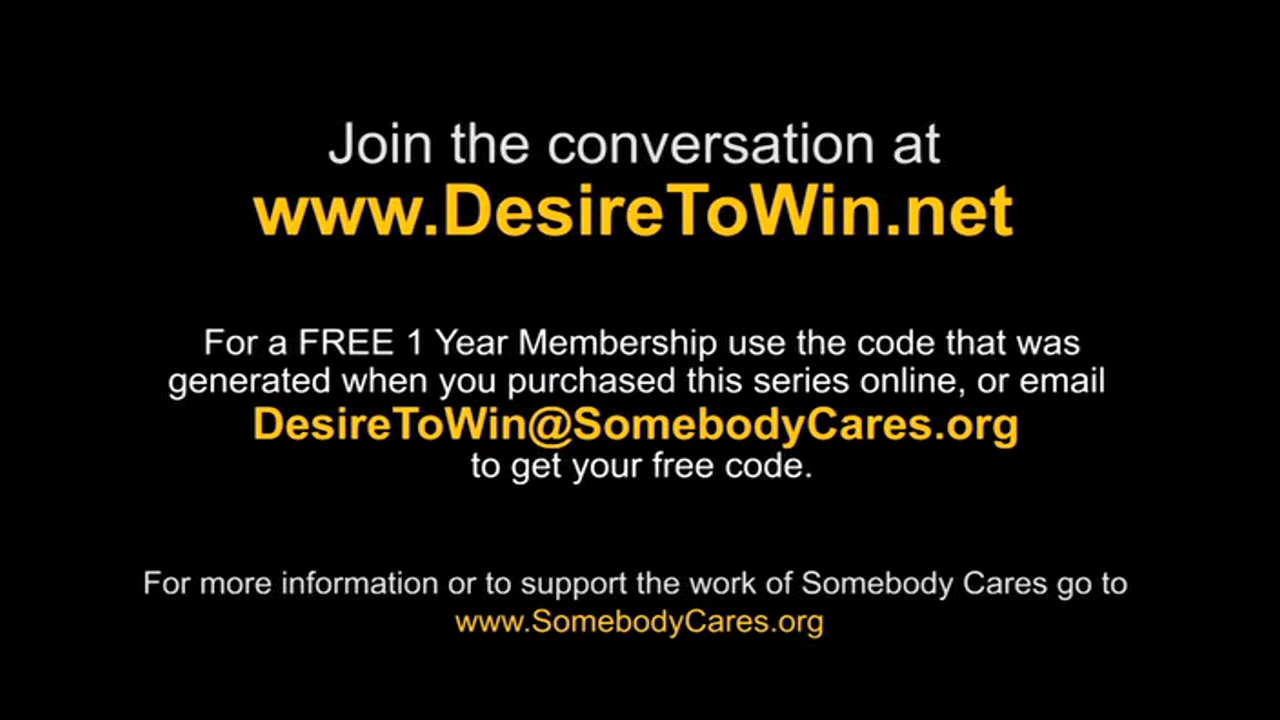 Join the conversation at
www.DesireToWin.net
For a FREE 1 Year Membership use the code that was
generated when you purchased this series online, or email
DesireToWin@SomebodyCares.org
to get your free code.
For more information or to support the work of Somebody Cares go to
www.SomebodyCares.org